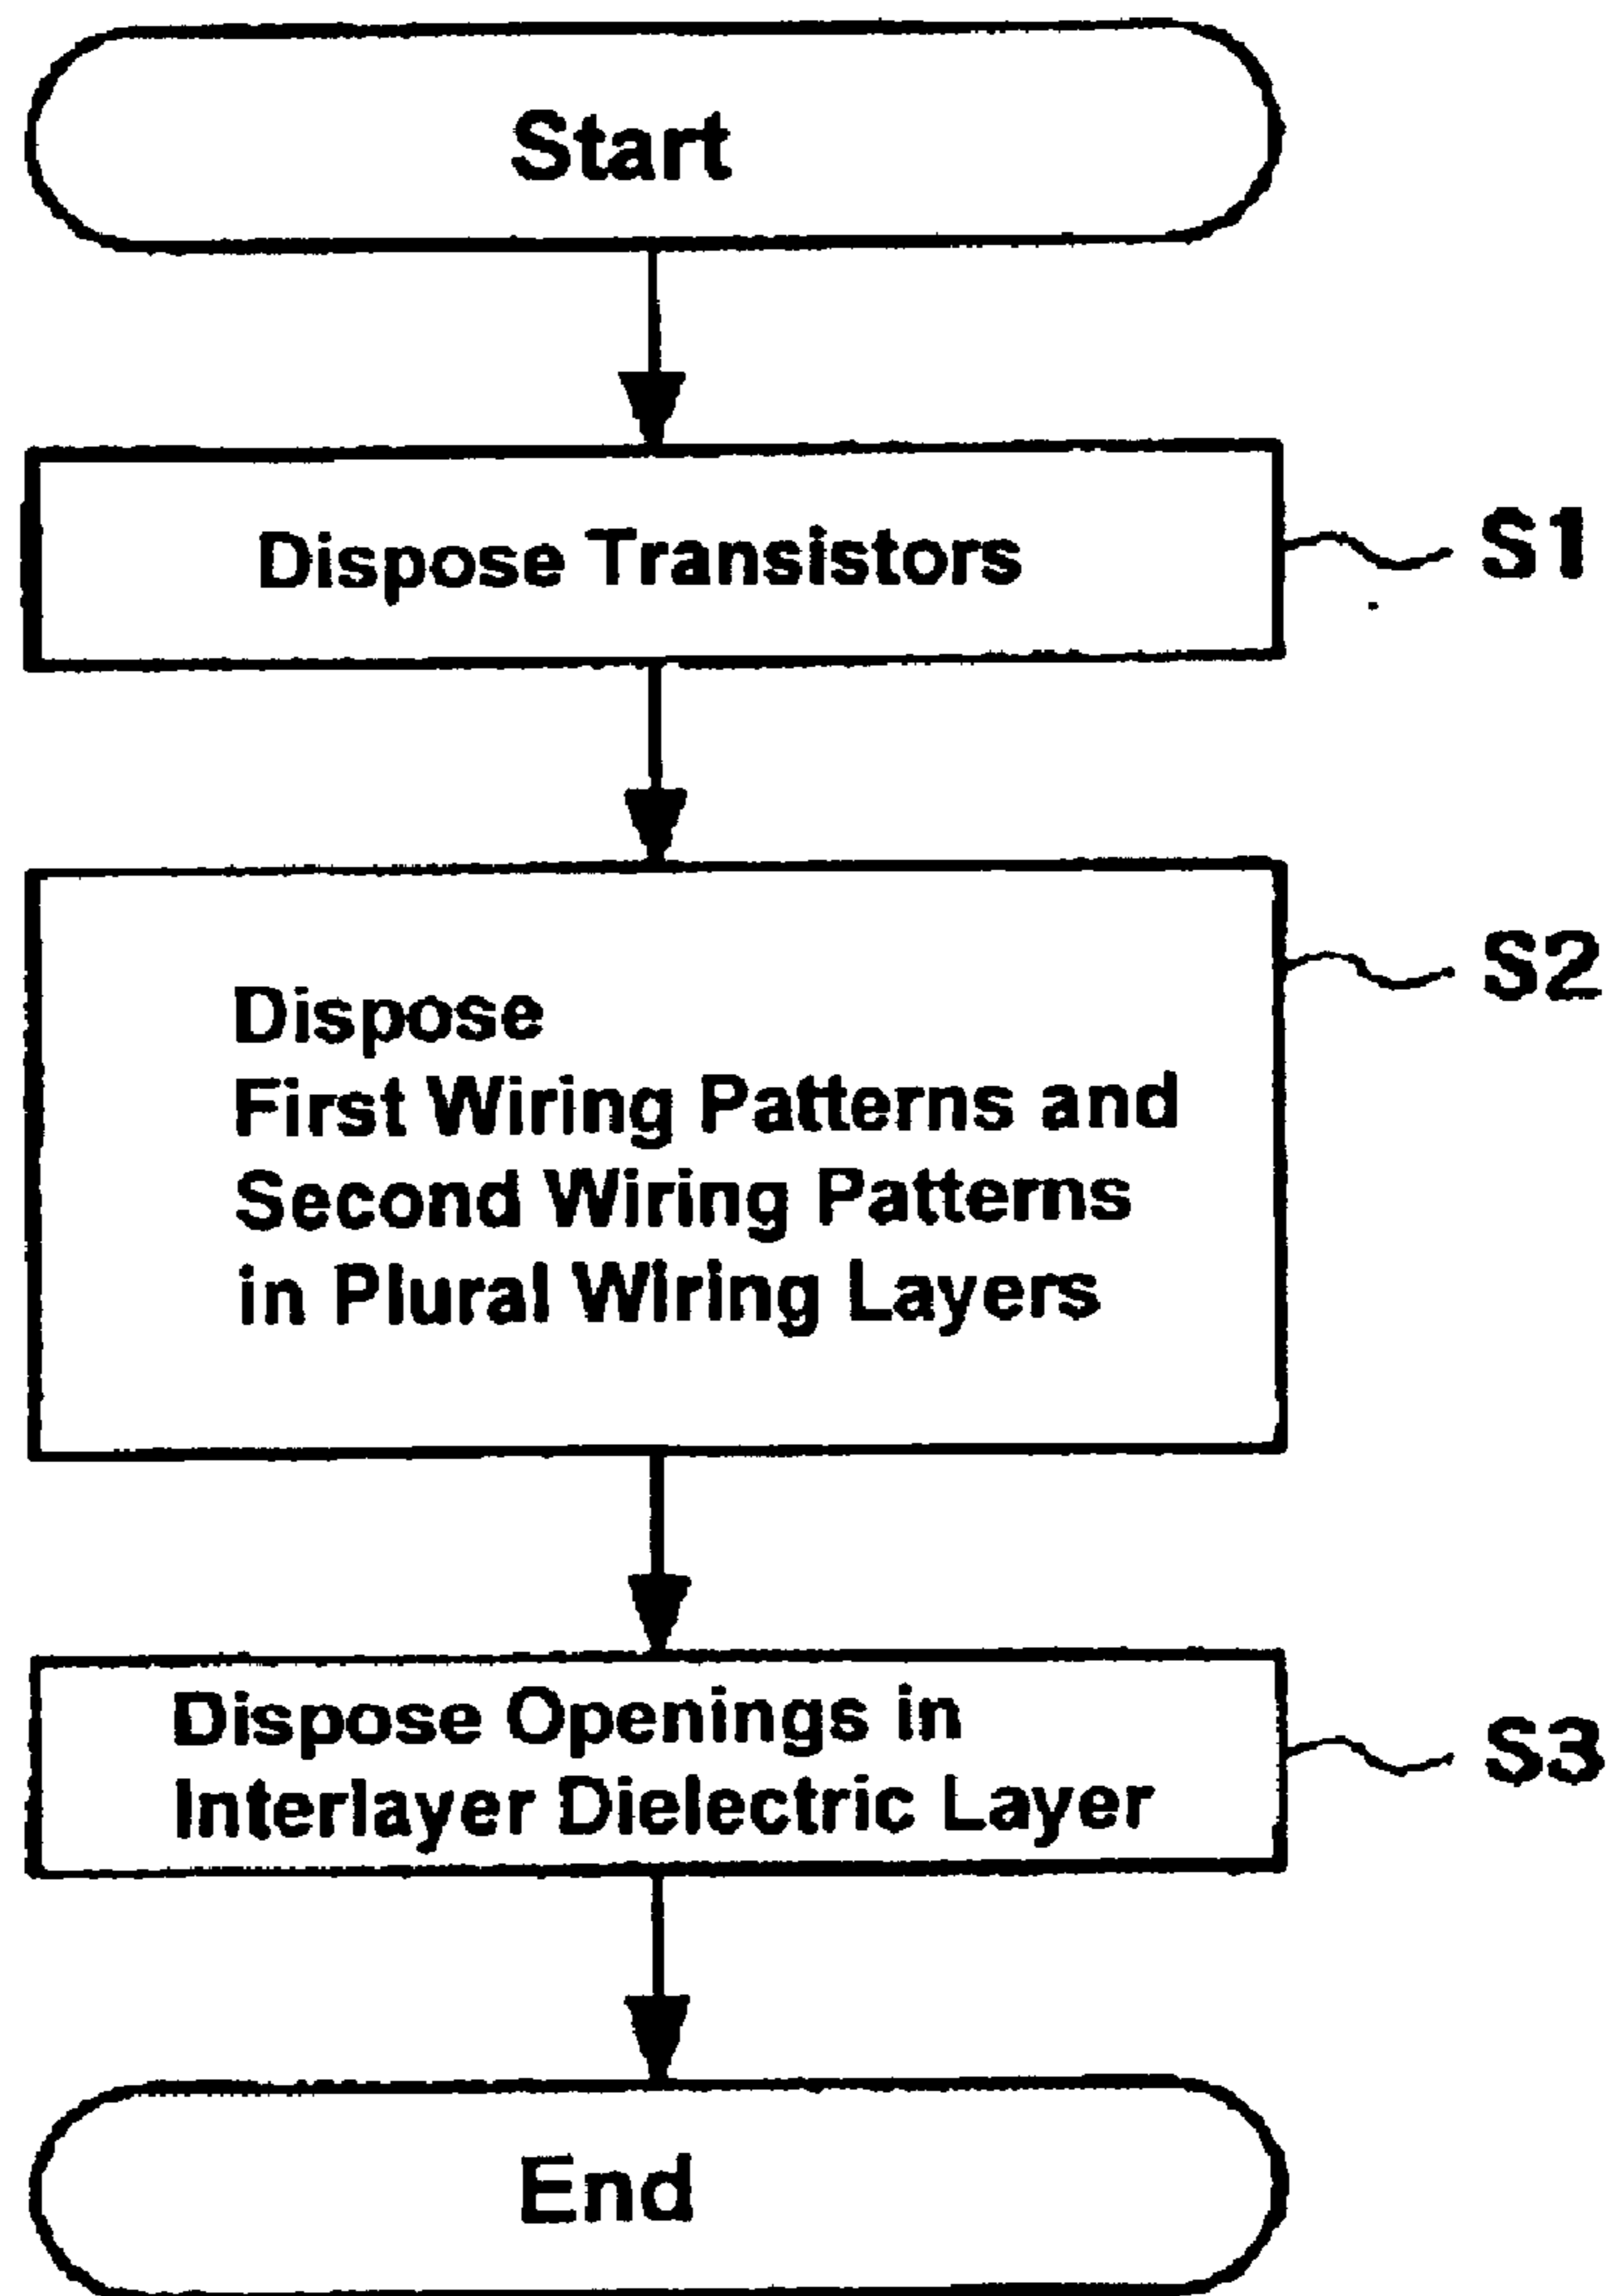 Start
Dispose Transistors
S1
Dispose
First Wiring Patterns and
Second Wiring Patterns
in Plural Wiring Layers
S2
Dispose Openings in
Interlayer Dielectric Layer
S3
End